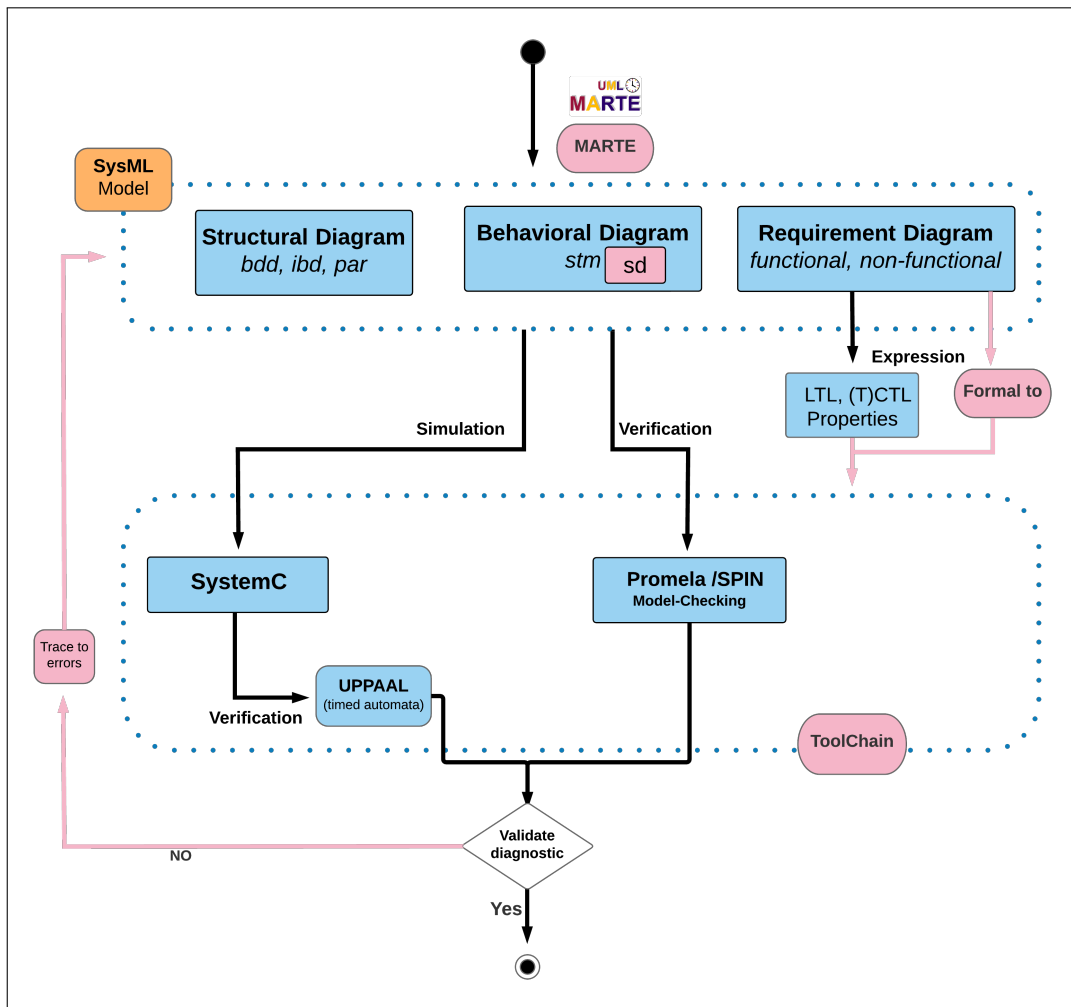 UML
MARTE
MARTE
SysML
Model
Structural Diagram
bdd, ibd, par
Behavioral Diagram
stm
sd
Requirement Diagram
functional, non-functional
Expression
LTL, (T)CTL
Properties
Formal to
Simulation
Verification
SystemC
Promela /SPIN
Model-Checking
Trace to
errors
UPPAAL
(timed automata)
Verification
ToolChain
Validate
diagnostic
NO
Yes